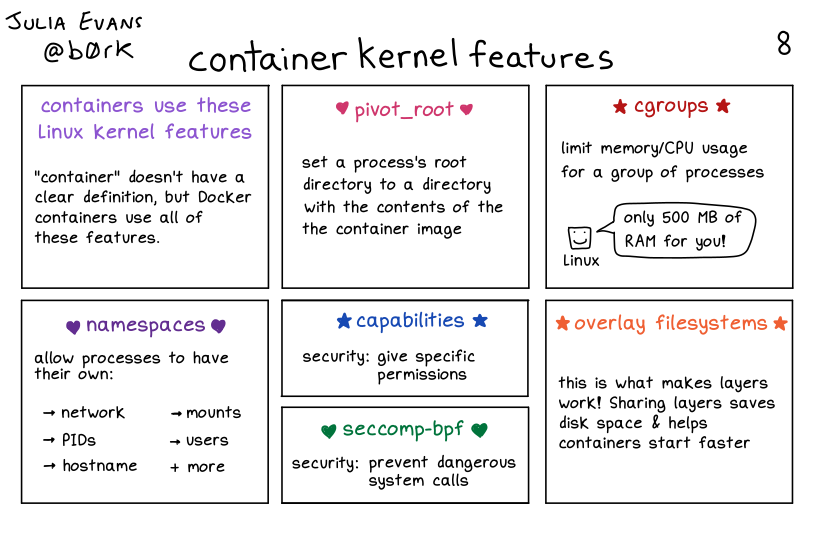 JULIA EVANS
@b0rk
container kernel features
8
containers use these
Linux Kernel features
"container" doesn't have a
clear definition, but Docker
containers use all of
these features.
pivot_root
set a process's root
directory to a directory
with the contents of the
the container image
cgroups
limit memory/CPU usage
for a group of processes
only 500 MB of
RAM for you!
Linux
namespaces
allow processes to have
their own:
→ network
→ mounts
→ PIDs
→ users
→ hostname
+ more
capabilities
security: give specific
permissions
seccomp-bpf
security: prevent dangerous
system calls
overlay filesystems
this is what makes layers
work! Sharing layers saves
disk space & helps
containers start faster